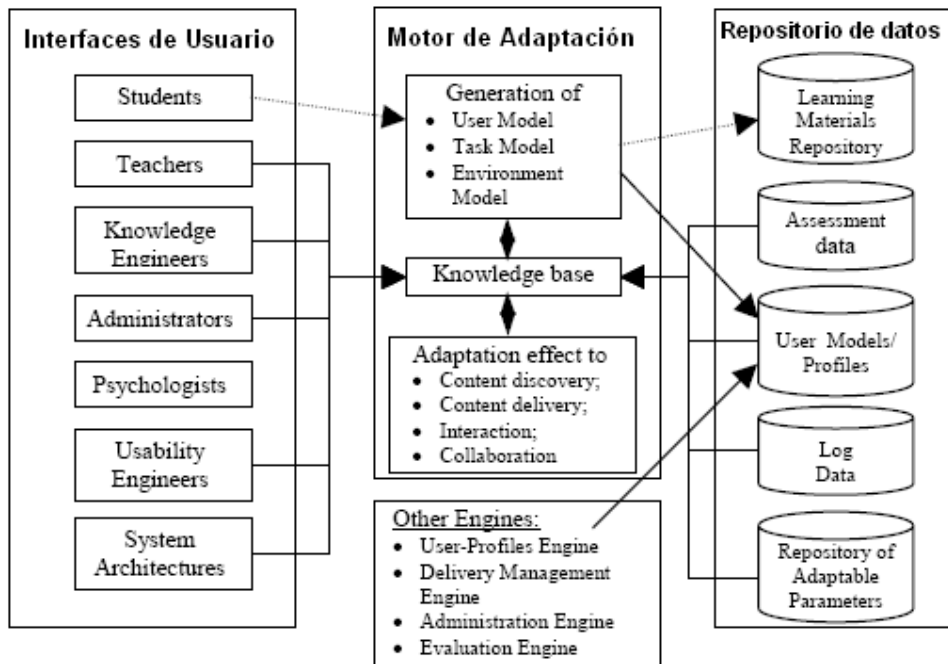 Interfaces de Usuario
Students
Teachers
Knowledge
Engineers
Administrators
Psychologists
Usability
Engineers
System
Architectures
Motor de Adaptación
Generation of
• User Model
• Task Model
• Environment
Model
Knowledge base
Adaptation effect to
• Content discovery;
• Content delivery;
• Interaction;
• Collaboration
Other Engines:
• User-Profiles Engine
• Delivery Management
Engine
• Administration Engine
• Evaluation Engine
Repositorio de datos
Learning
Materials
Repository
Assessment
data
User Models/
Profiles
Log
Data
Repository of
Adaptable
Parameters